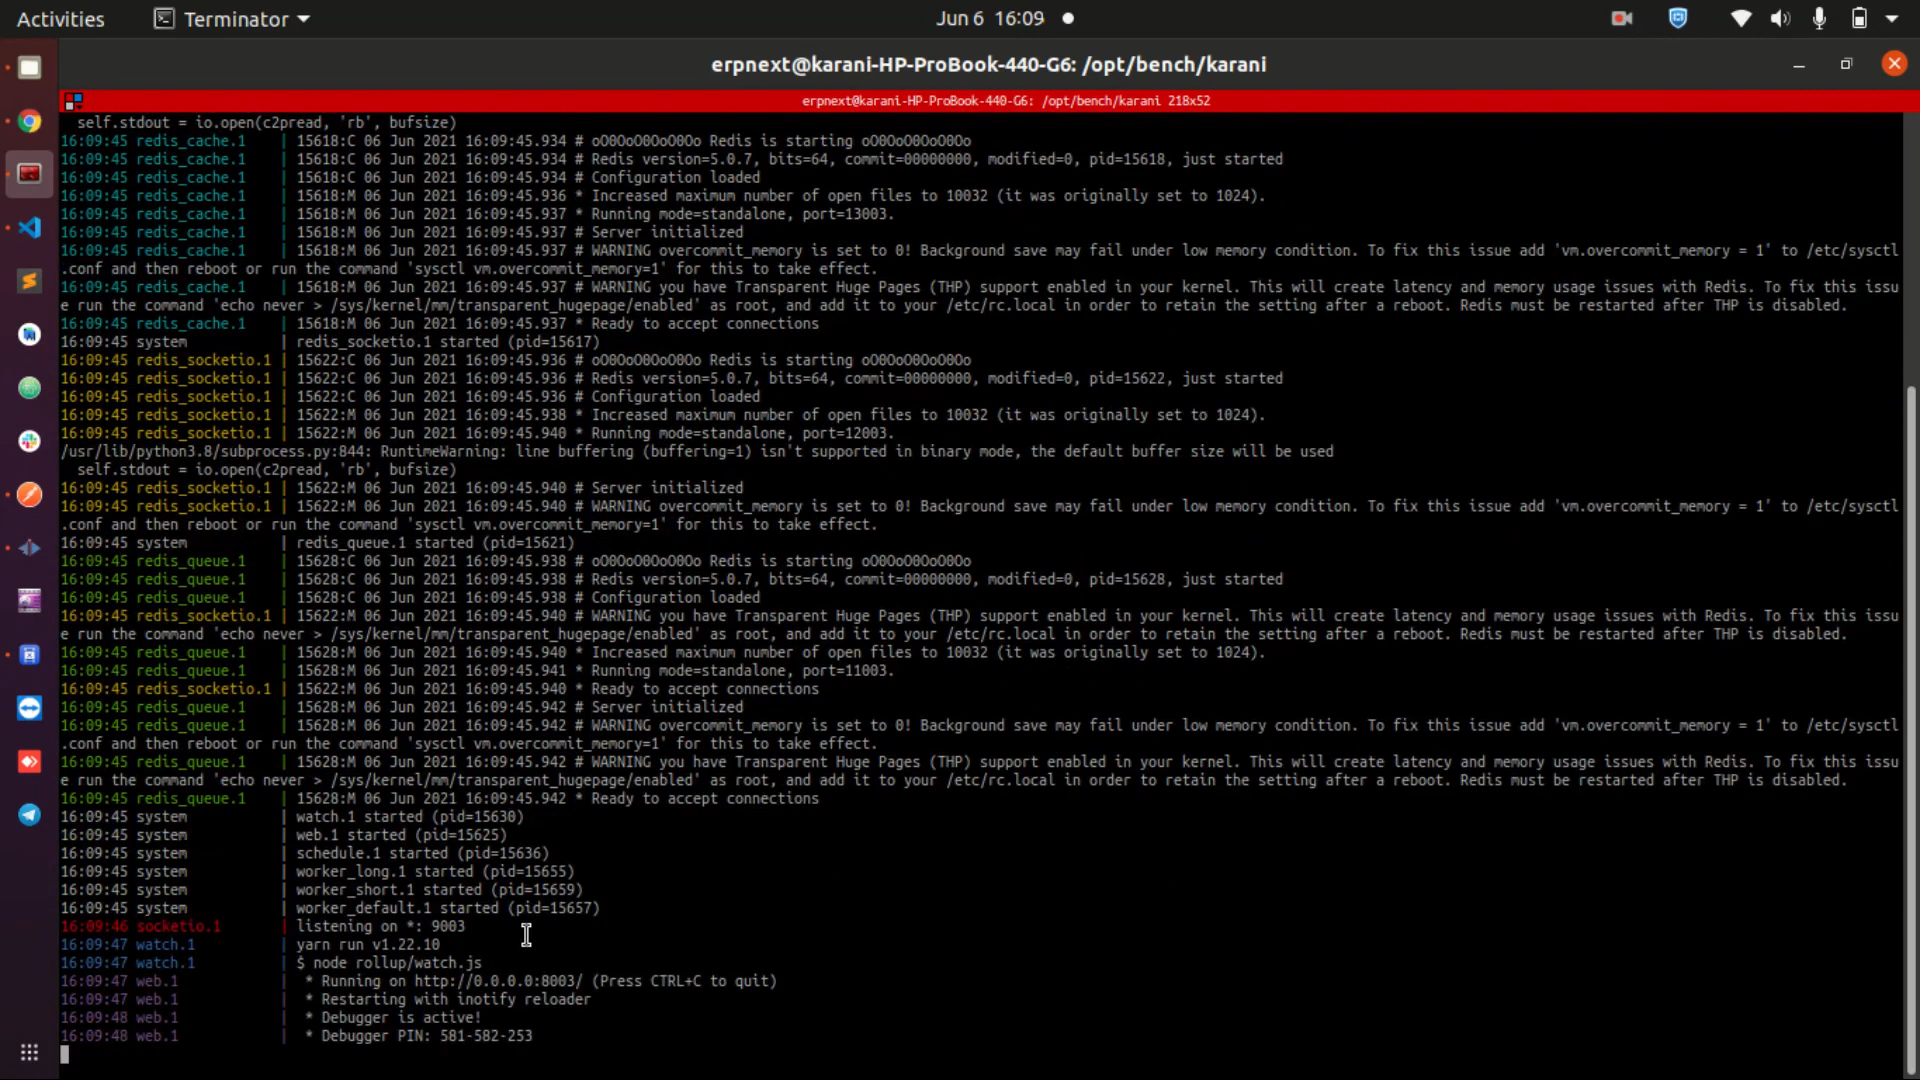 Activities
Terminator
Jun 6 16:09
erpnext@karani-HP-ProBook-440-G6: /opt/bench/karani
erpnext@karani-HP-ProBook-440-G6: /opt/bench/karani 218x52
self.stdout = io.open(c2pread, 'rb', bufsize)
16:09:45 redis_cache.1 | 15618:C 06 Jun 2021 16:09:45.934 # oO0OoO0OoO0Oo Redis is starting oO0OoO0OoO0Oo
16:09:45 redis_cache.1 | 15618:C 06 Jun 2021 16:09:45.934 # Redis version=5.0.7, bits=64, commit=00000000, modified=0, pid=15618, just started
16:09:45 redis_cache.1 | 15618:C 06 Jun 2021 16:09:45.934 # Configuration loaded
16:09:45 redis_cache.1 | 15618:M 06 Jun 2021 16:09:45.936 * Increased maximum number of open files to 10032 (it was originally set to 1024).
16:09:45 redis_cache.1 | 15618:M 06 Jun 2021 16:09:45.937 * Running mode=standalone, port=13003.
16:09:45 redis_cache.1 | 15618:M 06 Jun 2021 16:09:45.937 # Server initialized
16:09:45 redis_cache.1 | 15618:M 06 Jun 2021 16:09:45.937 # WARNING overcommit_memory is set to 0! Background save may fail under low memory condition. To fix this issue add 'vm.overcommit_memory = 1' to /etc/sysctl
.conf and then reboot or run the command 'sysctl vm.overcommit_memory=1' for this to take effect.
16:09:45 redis_cache.1 | 15618:M 06 Jun 2021 16:09:45.937 # WARNING you have Transparent Huge Pages (THP) support enabled in your kernel. This will create latency and memory usage issues with Redis. To fix this issu
e run the command 'echo never > /sys/kernel/mm/transparent_hugepage/enabled' as root, and add it to your /etc/rc.local in order to retain the setting after a reboot. Redis must be restarted after THP is disabled.
16:09:45 redis_cache.1 | 15618:M 06 Jun 2021 16:09:45.937 * Ready to accept connections
16:09:45 system | redis_socketio.1 started (pid=15617)
16:09:45 redis_socketio.1 | 15622:C 06 Jun 2021 16:09:45.936 # oO0OoO0OoO0Oo Redis is starting oO0OoO0OoO0Oo
16:09:45 redis_socketio.1 | 15622:C 06 Jun 2021 16:09:45.936 # Redis version=5.0.7, bits=64, commit=00000000, modified=0, pid=15622, just started
16:09:45 redis_socketio.1 | 15622:C 06 Jun 2021 16:09:45.936 # Configuration loaded
16:09:45 redis_socketio.1 | 15622:M 06 Jun 2021 16:09:45.938 * Increased maximum number of open files to 10032 (it was originally set to 1024).
16:09:45 redis_socketio.1 | 15622:M 06 Jun 2021 16:09:45.940 * Running mode=standalone, port=12003.
/usr/lib/python3.8/subprocess.py:844: RuntimeWarning: line buffering (buffering=1) isn't supported in binary mode, the default buffer size will be used
self.stdout = io.open(c2pread, 'rb', bufsize)
16:09:45 redis_socketio.1 | 15622:M 06 Jun 2021 16:09:45.940 # Server initialized
16:09:45 redis_socketio.1 | 15622:M 06 Jun 2021 16:09:45.940 # WARNING overcommit_memory is set to 0! Background save may fail under low memory condition. To fix this issue add 'vm.overcommit_memory = 1' to /etc/sysctl
.conf and then reboot or run the command 'sysctl vm.overcommit_memory=1' for this to take effect.
16:09:45 system | redis_queue.1 started (pid=15621)
16:09:45 redis_queue.1 | 15628:C 06 Jun 2021 16:09:45.938 # oO0OoO0OoO0Oo Redis is starting oO0OoO0OoO0Oo
16:09:45 redis_queue.1 | 15628:C 06 Jun 2021 16:09:45.938 # Redis version=5.0.7, bits=64, commit=00000000, modified=0, pid=15628, just started
16:09:45 redis_queue.1 | 15628:C 06 Jun 2021 16:09:45.938 # Configuration loaded
16:09:45 redis_socketio.1 | 15622:M 06 Jun 2021 16:09:45.940 # WARNING you have Transparent Huge Pages (THP) support enabled in your kernel. This will create latency and memory usage issues with Redis. To fix this issu
e run the command 'echo never > /sys/kernel/mm/transparent_hugepage/enabled' as root, and add it to your /etc/rc.local in order to retain the setting after a reboot. Redis must be restarted after THP is disabled.
16:09:45 redis_queue.1 | 15628:M 06 Jun 2021 16:09:45.940 * Increased maximum number of open files to 10032 (it was originally set to 1024).
16:09:45 redis_queue.1 | 15628:M 06 Jun 2021 16:09:45.941 * Running mode=standalone, port=11003.
16:09:45 redis_socketio.1 | 15622:M 06 Jun 2021 16:09:45.940 * Ready to accept connections
16:09:45 redis_queue.1 | 15628:M 06 Jun 2021 16:09:45.942 # Server initialized
16:09:45 redis_queue.1 | 15628:M 06 Jun 2021 16:09:45.942 # WARNING overcommit_memory is set to 0! Background save may fail under low memory condition. To fix this issue add 'vm.overcommit_memory = 1' to /etc/sysctl
.conf and then reboot or run the command 'sysctl vm.overcommit_memory=1' for this to take effect.
16:09:45 redis_queue.1 | 15628:M 06 Jun 2021 16:09:45.942 # WARNING you have Transparent Huge Pages (THP) support enabled in your kernel. This will create latency and memory usage issues with Redis. To fix this issu
e run the command 'echo never > /sys/kernel/mm/transparent_hugepage/enabled' as root, and add it to your /etc/rc.local in order to retain the setting after a reboot. Redis must be restarted after THP is disabled.
16:09:45 redis_queue.1 | 15628:M 06 Jun 2021 16:09:45.942 * Ready to accept connections
16:09:45 system | watch.1 started (pid=15630)
16:09:45 system | web.1 started (pid=15625)
16:09:45 system | schedule.1 started (pid=15636)
16:09:45 system | worker_long.1 started (pid=15655)
16:09:45 system | worker_short.1 started (pid=15659)
16:09:45 system | worker_default.1 started (pid=15657)
16:09:46 socketio.1 | listening on *: 9003
16:09:47 watch.1 | yarn run v1.22.10
16:09:47 watch.1 | $ node rollup/watch.js
16:09:47 web.1 | * Running on http://0.0.0.0:8003/ (Press CTRL+C to quit)
16:09:47 web.1 | * Restarting with inotify reloader
16:09:48 web.1 | * Debugger is active!
16:09:48 web.1 | * Debugger PIN: 581-582-253